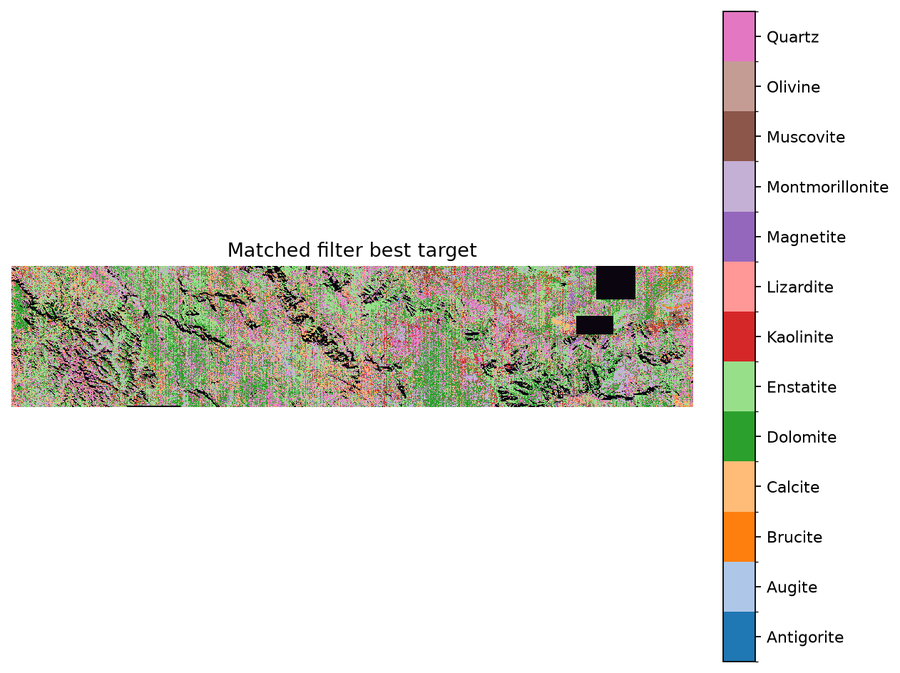 Matched filter best target
Quartz
Olivine
Muscovite
Montmorillonite
Magnetite
Lizardite
Kaolinite
Enstatite
Dolomite
Calcite
Brucite
Augite
Antigorite